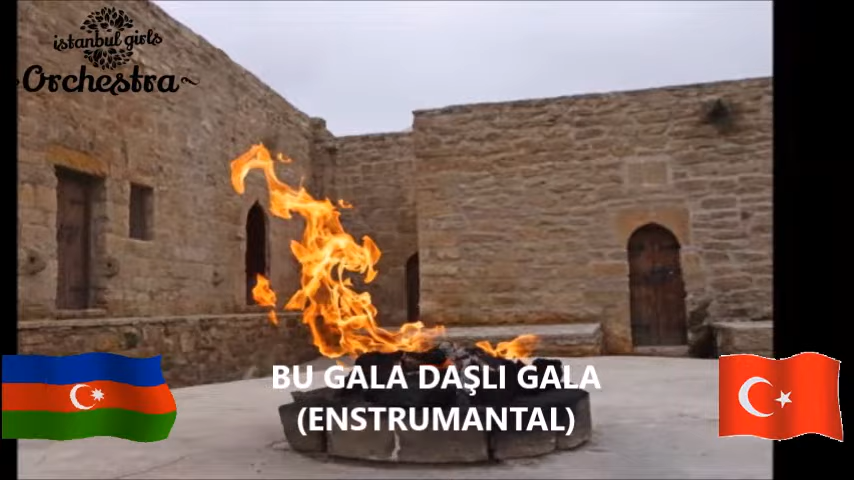 istanbul girls
Orchestra
BU GALA DAŞLI GALA
(ENSTRUMANTAL)